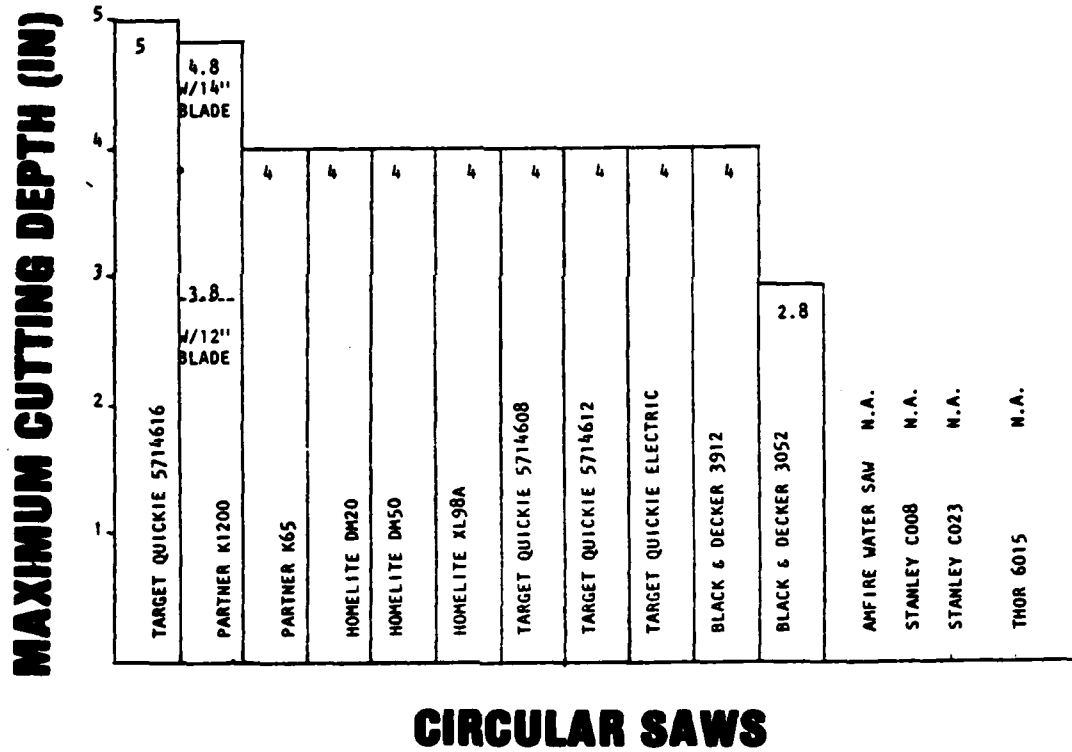 MAXIMUM CUTTING DEPTH (IN)
5
4
3
2
1
5
4.8
W/14"
BLADE
3.8
W/12"
BLADE
4
4
4
4
4
4
4
4
2.8
TARGET QUICKIE 5714616
PARTNER K1200
PARTNER K65
HOMELITE DM20
HOMELITE DM50
HOMELITE XL98A
TARGET QUICKIE 5714608
TARGET QUICKIE 5714612
TARGET QUICKIE ELECTRIC
BLACK & DECKER 3912
BLACK & DECKER 3052
AMFIRE WATER SAW N.A.
STANLEY CO08 N.A.
STANLEY CO23 N.A.
THOR 6015 N.A.
CIRCULAR SAWS